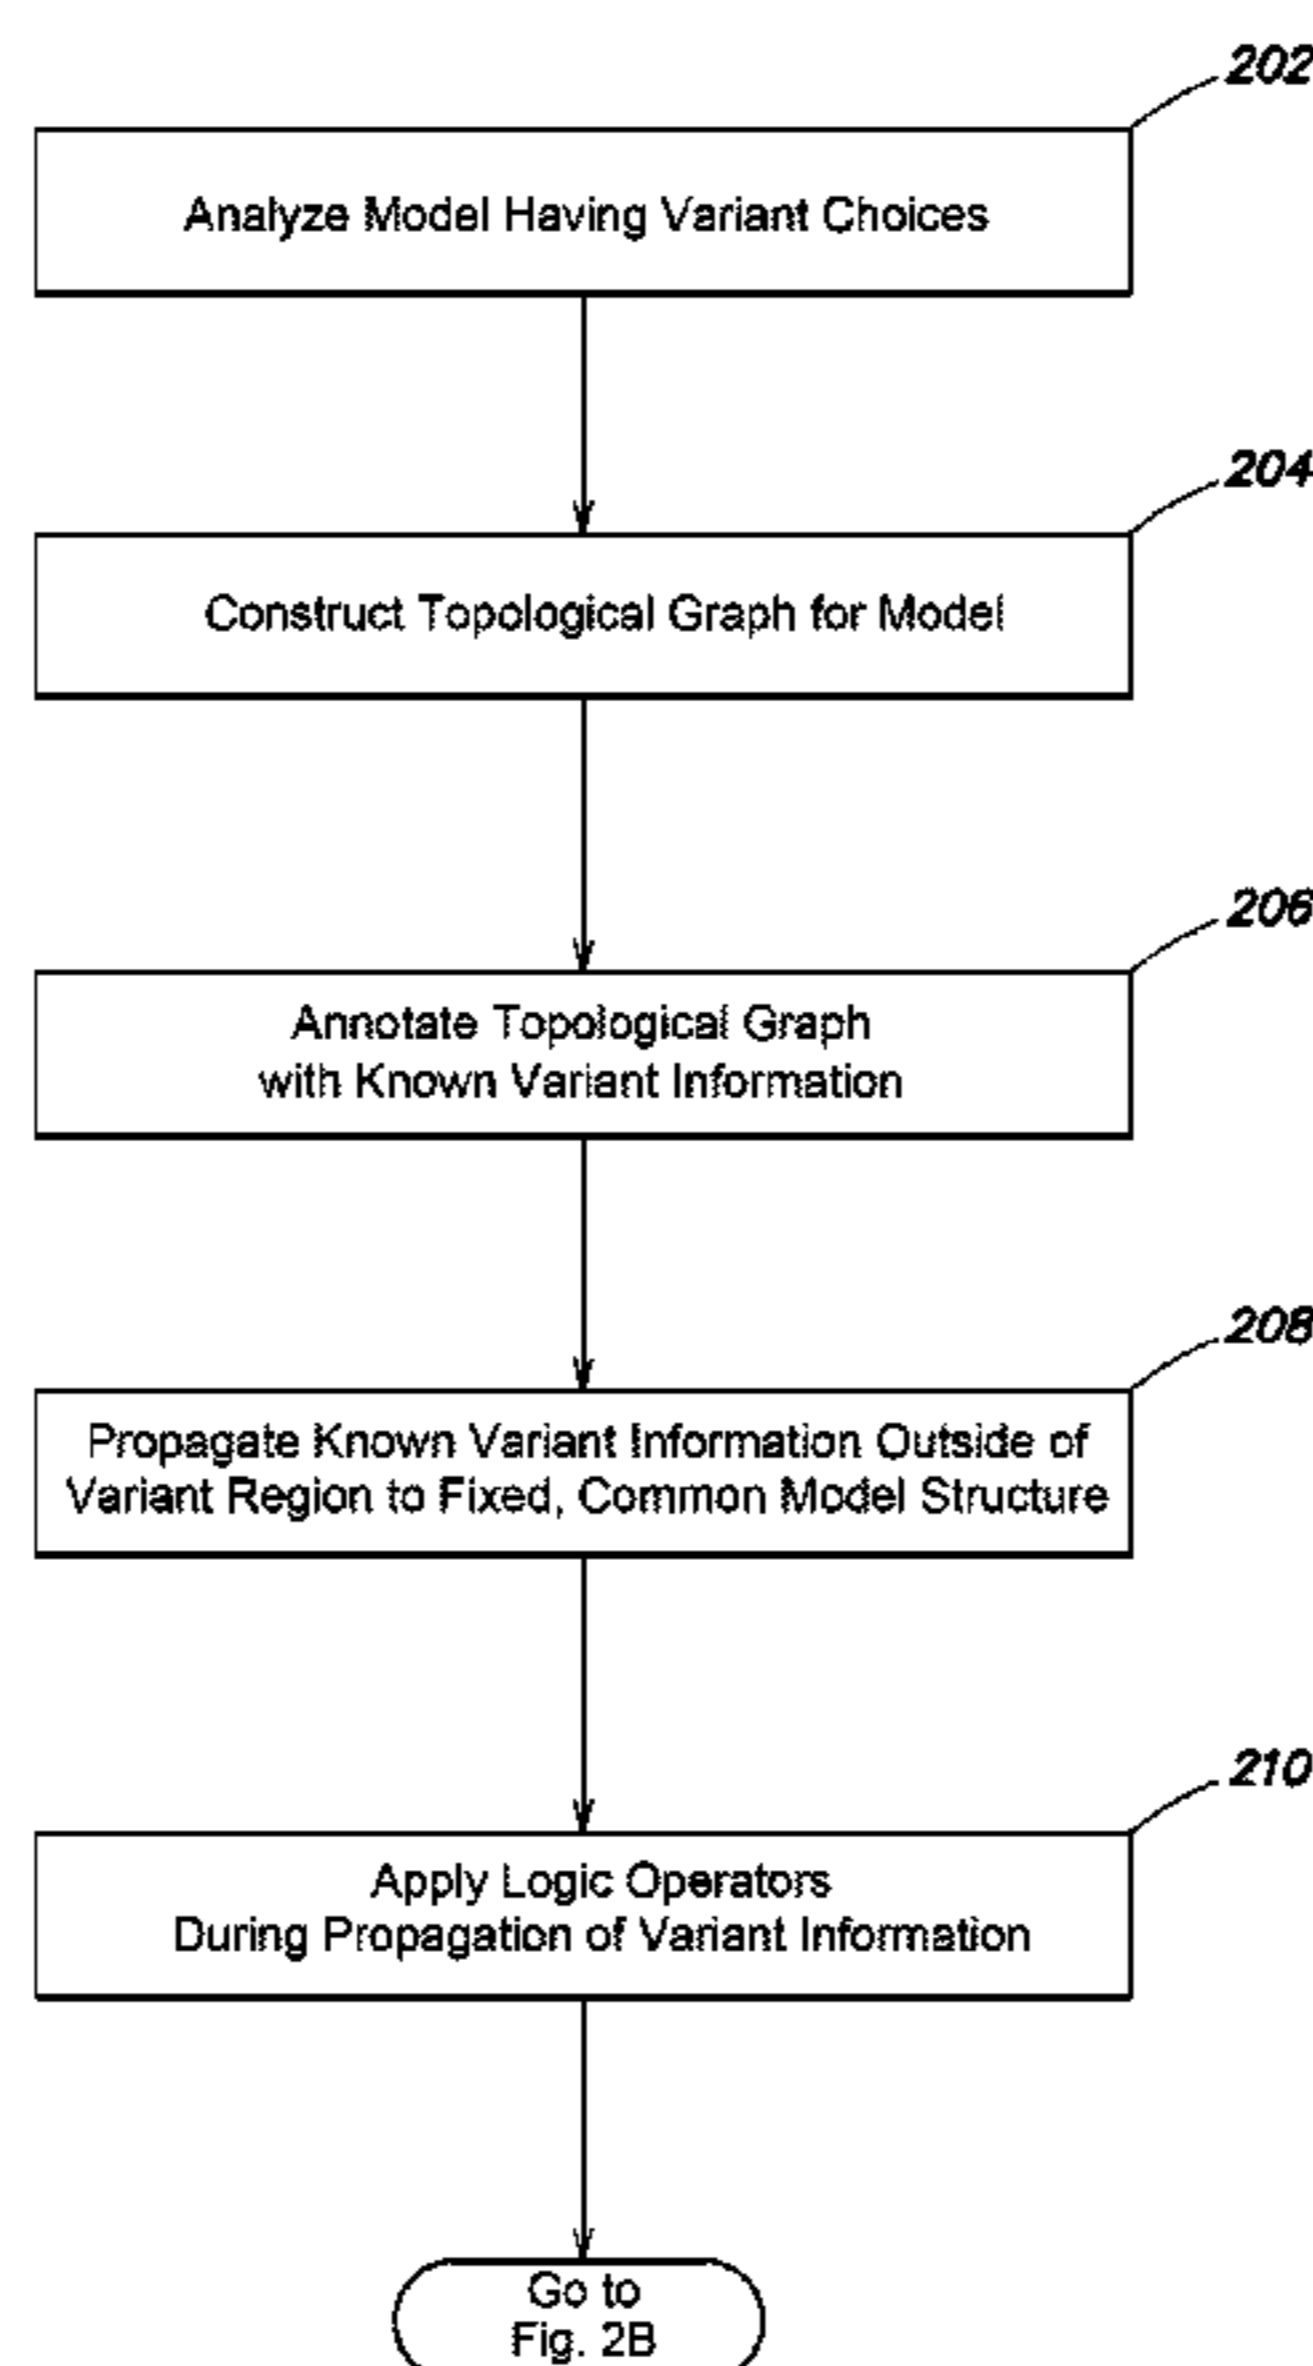 202
Analyze Model Having Variant Choices
204
Construct Topological Graph for Model
206
Annotate Topological Graph
with Known Variant Information
208
Propagate Known Variant Information Outside of
Variant Region to Fixed, Common Model Structure
210
Apply Logic Operators
During Propagation of Variant Information
Go to
Fig. 2B